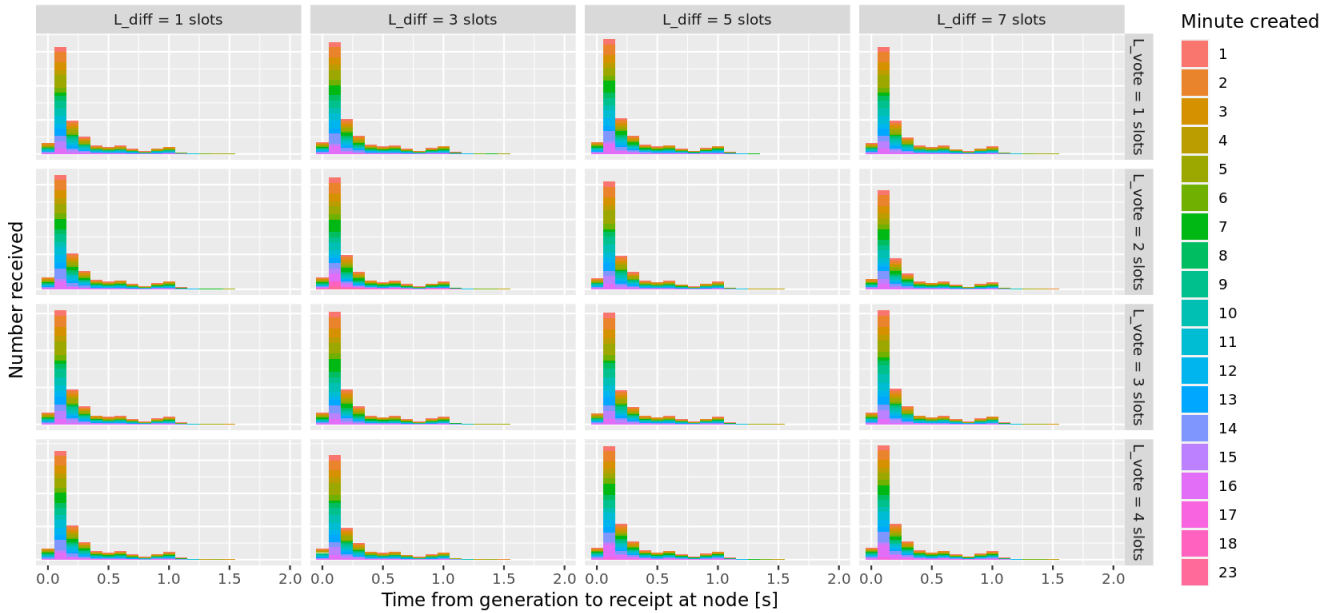 L_diff = 1 slots
L_diff = 3 slots
L_diff = 5 slots
L_diff = 7 slots
L_vote = 1 slots
L_vote = 2 slots
L_vote = 3 slots
L_vote = 4 slots
Number received
0.0 0.5 1.0 1.5 2.0
0.0 0.5 1.0 1.5 2.0
0.0 0.5 1.0 1.5 2.0
0.0 0.5 1.0 1.5 2.0
Time from generation to receipt at node [s]
Minute created
1
2
3
4
5
6
7
8
9
10
11
12
13
14
15
16
17
18
23